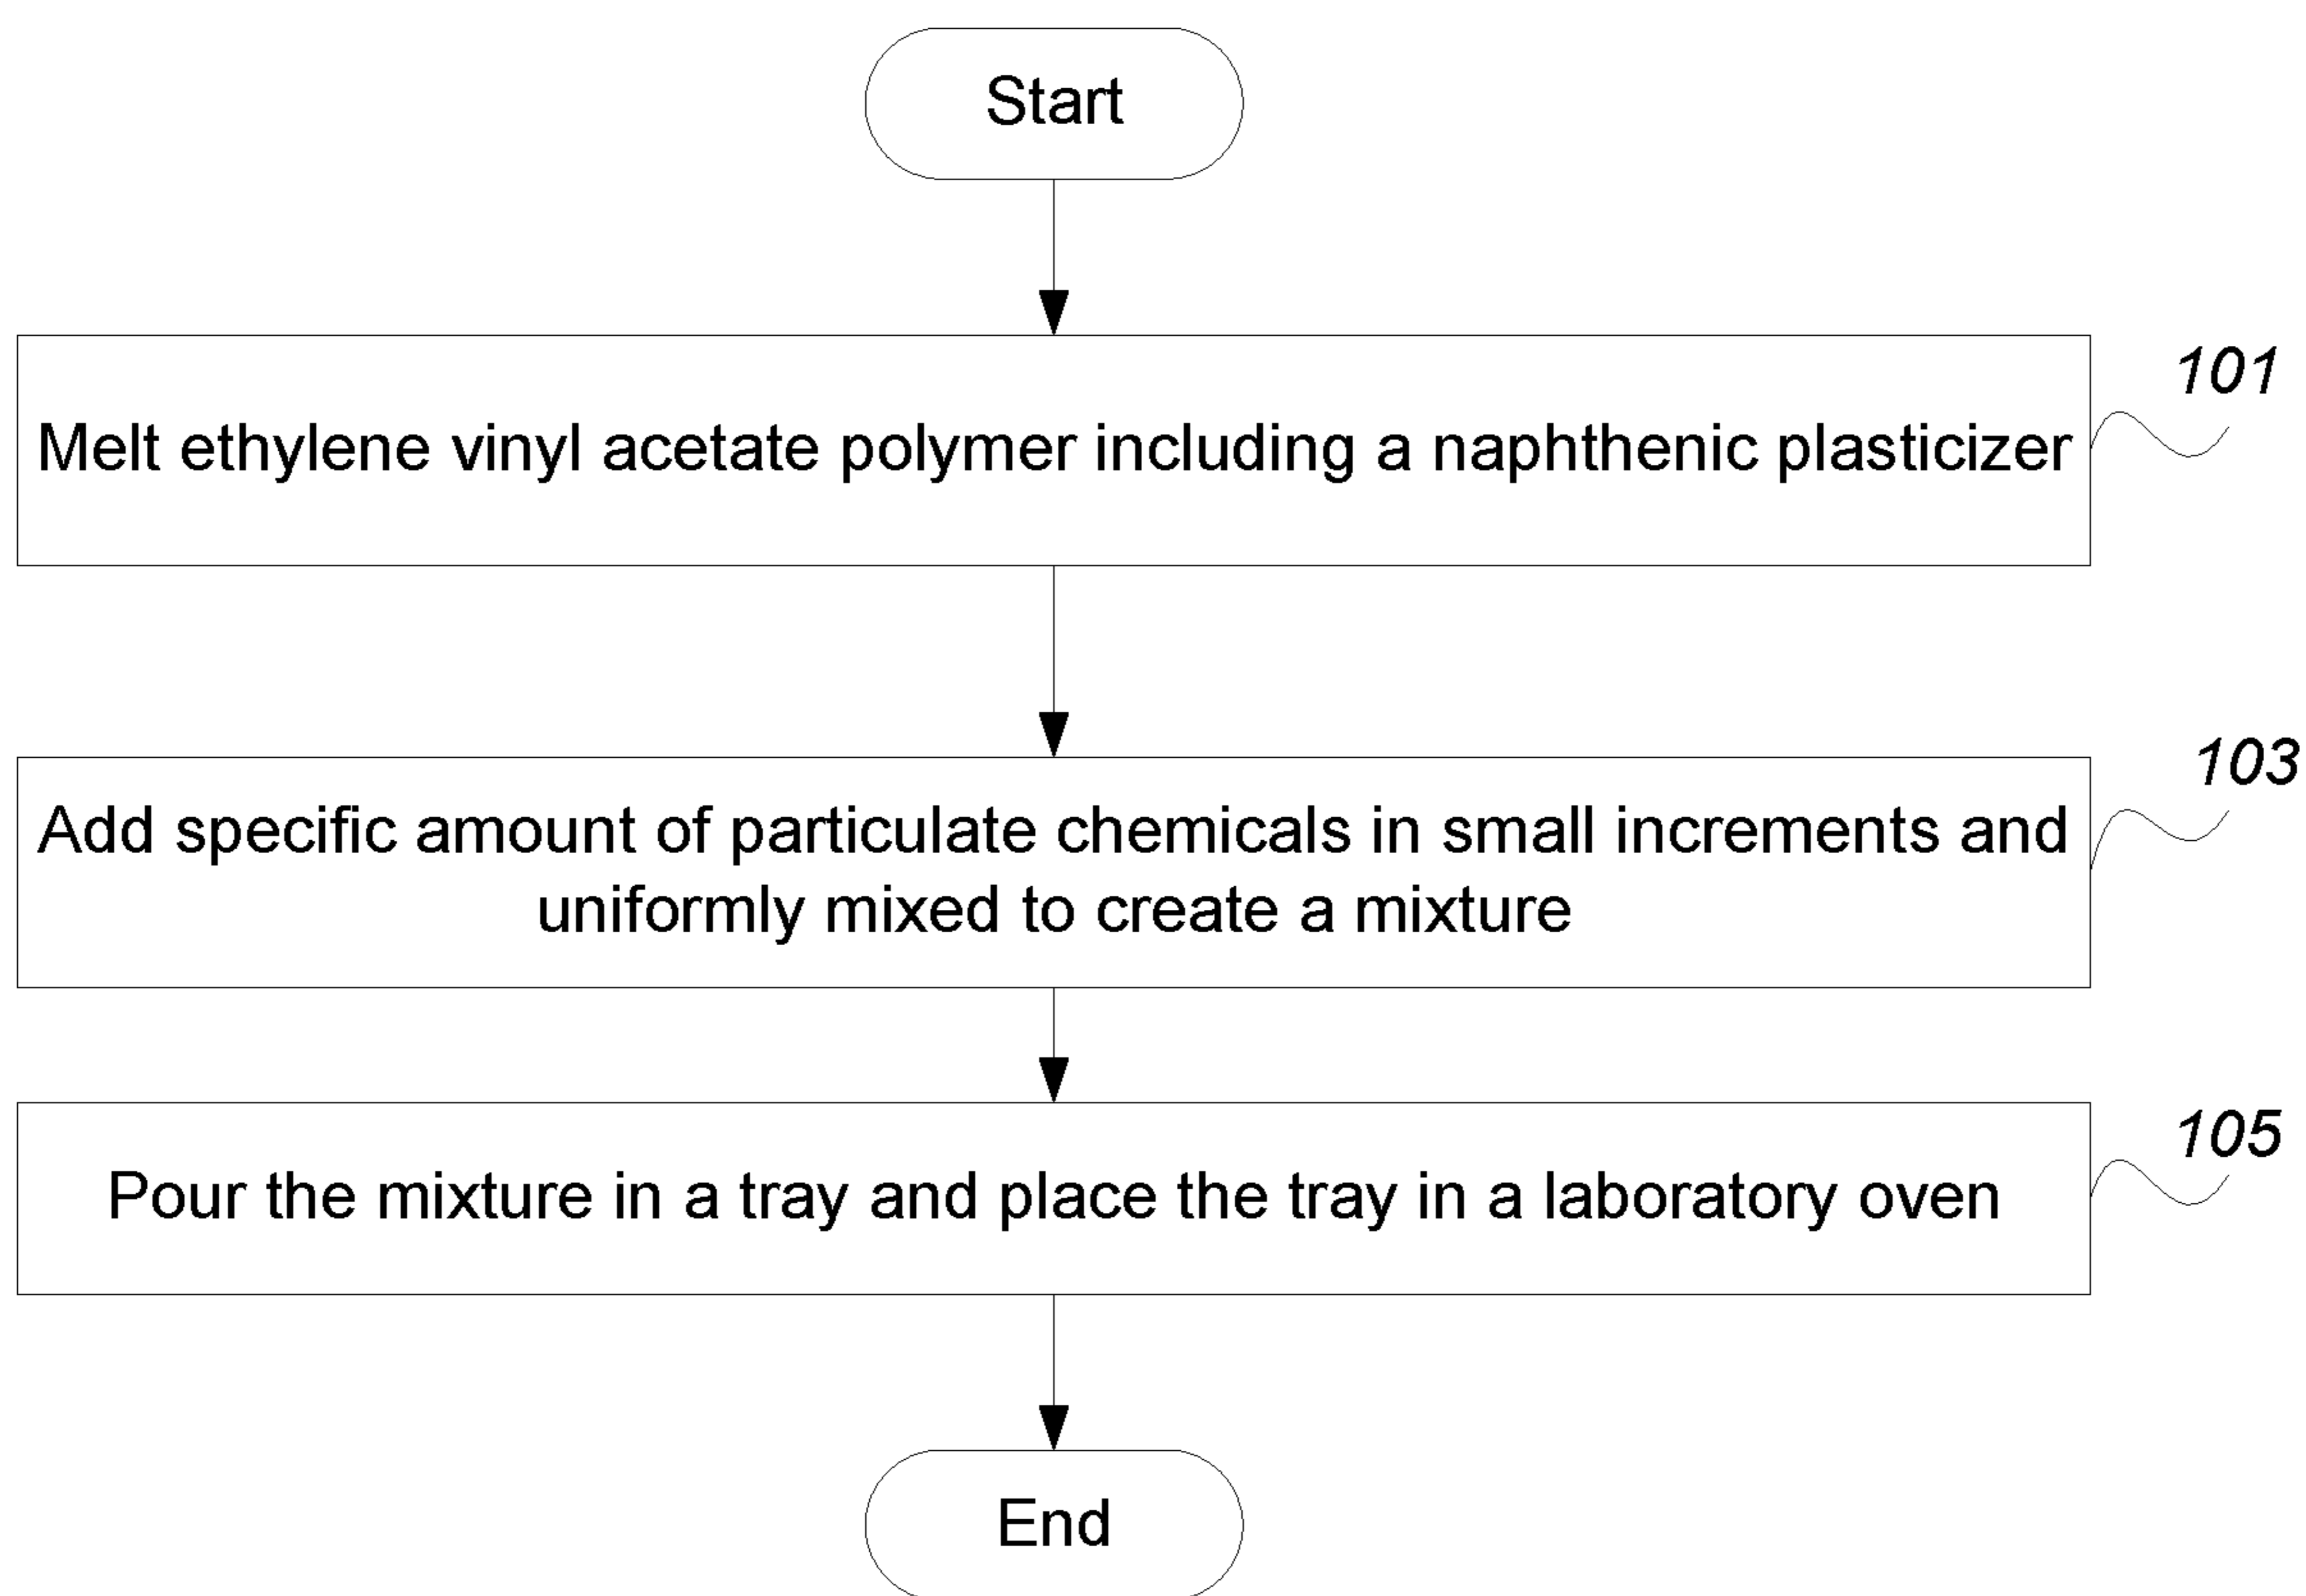 Start
Melt ethylene vinyl acetate polymer including a naphthenic plasticizer
101
Add specific amount of particulate chemicals in small increments and
uniformly mixed to create a mixture
103
Pour the mixture in a tray and place the tray in a laboratory oven
105
End